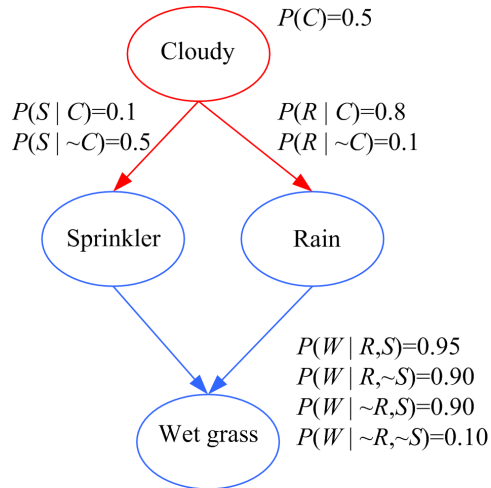 P(C)=0.5
Cloudy
P(S | C)=0.1
P(S | ~C)=0.5
P(R | C)=0.8
P(R | ~C)=0.1
Sprinkler
Rain
P(W | R,S)=0.95
P(W | R,~S)=0.90
P(W | ~R,S)=0.90
P(W | ~R,~S)=0.10
Wet grass